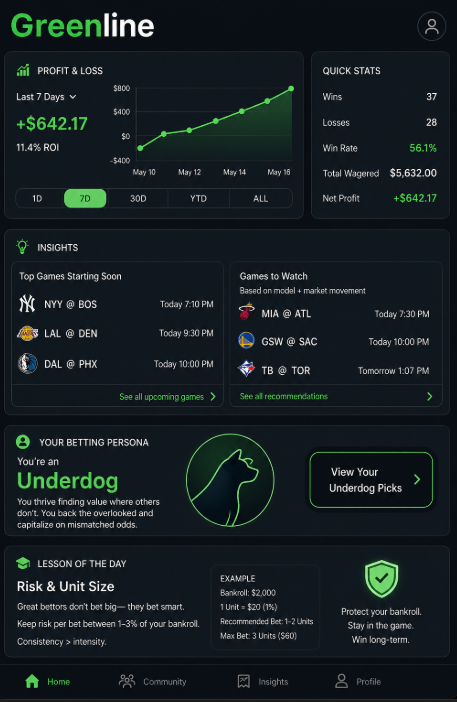 Greenline
PROFIT & LOSS
Last 7 Days
+$642.17
11.4% ROI
$800
$400
$0
-$400
May 10
May 12
May 14
May 16
1D
7D
30D
YTD
ALL
QUICK STATS
Wins 37
Losses 28
Win Rate 56.1%
Total Wagered $5,632.00
Net Profit +$642.17
INSIGHTS
Top Games Starting Soon
NYY @ BOS Today 7:10 PM
LAL @ DEN Today 9:30 PM
DAL @ PHX Today 10:00 PM
See all upcoming games
Games to Watch
Based on model + market movement
MIA @ ATL Today 7:30 PM
GSW @ SAC Today 10:00 PM
TB @ TOR Tomorrow 1:07 PM
See all recommendations
YOUR BETTING PERSONA
You're an
Underdog
You thrive finding value where others
don't. You back the overlooked and
capitalize on mismatched odds.
View Your
Underdog Picks
LESSON OF THE DAY
Risk & Unit Size
Great bettors don't bet big— they bet smart.
Keep risk per bet between 1–3% of your bankroll.
Consistency > intensity.
EXAMPLE
Bankroll: $2,000
1 Unit = $20 (1%)
Recommended Bet: 1-2 Units
Max Bet: 3 Units ($60)
Protect your bankroll.
Stay in the game.
Win long-term.
Home
Community
Insights
Profile